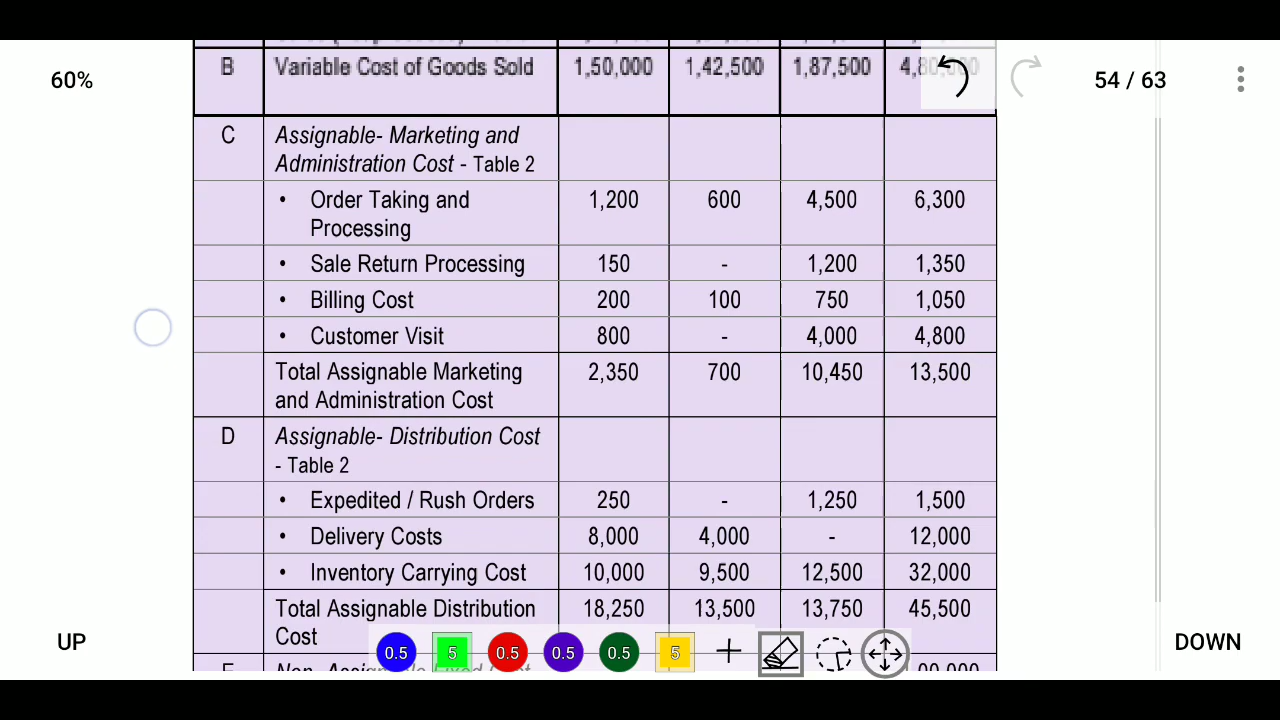 60%
54 / 63
B Variable Cost of Goods Sold 1,50,000 1,42,500 1,87,500
C Assignable- Marketing and
Administration Cost - Table 2
• Order Taking and 1,200 600 4,500 6,300
Processing
• Sale Return Processing 150 - 1,200 1,350
• Billing Cost 200 100 750 1,050
• Customer Visit 800 - 4,000 4,800
Total Assignable Marketing 2,350 700 10,450 13,500
and Administration Cost
D Assignable- Distribution Cost
- Table 2
• Expedited / Rush Orders 250 - 1,250 1,500
• Delivery Costs 8,000 4,000 - 12,000
• Inventory Carrying Cost 10,000 9,500 12,500 32,000
Total Assignable Distribution 18,250 13,500 13,750 45,500
Cost
UP
DOWN
0.5 5 0.5 0.5 0.5 5